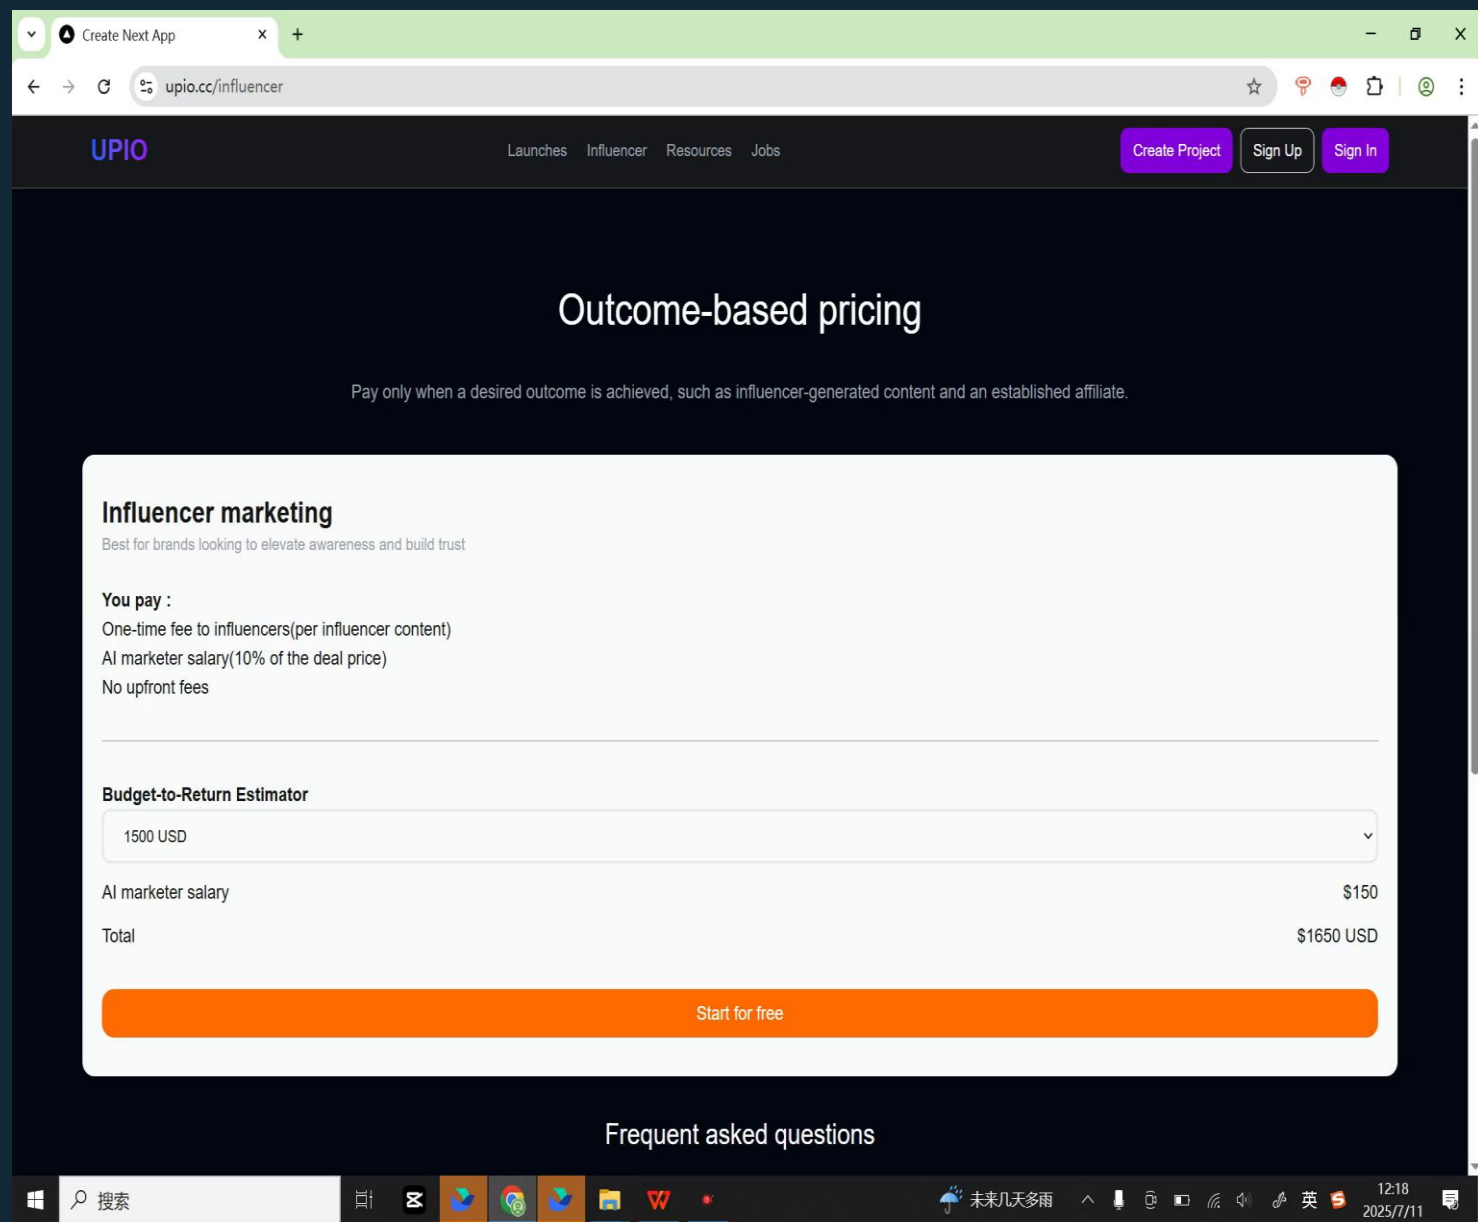 Create Next App
upio.cc/influencer
UPIO
Launches Influencer Resources Jobs
Create Project
Sign Up
Sign In
Outcome-based pricing
Pay only when a desired outcome is achieved, such as influencer-generated content and an established affiliate.
Influencer marketing
Best for brands looking to elevate awareness and build trust
You pay :
One-time fee to influencers(per influencer content)
AI marketer salary(10% of the deal price)
No upfront fees
Budget-to-Return Estimator
1500 USD
AI marketer salary $150
Total $1650 USD
Start for free
Frequent asked questions
搜索
未来几天多雨
英
12:18
2025/7/11